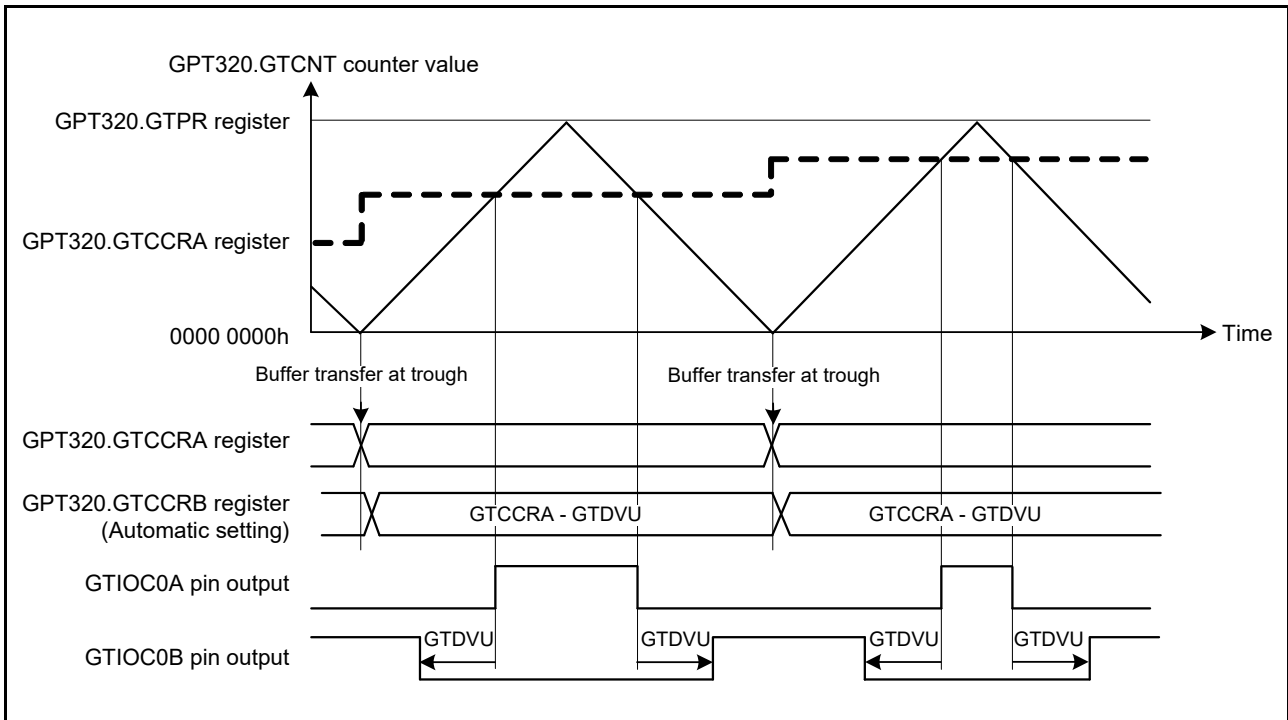 GPT320.GTCNT counter value
GPT320.GTPR register
GPT320.GTCCRA register
0000 0000h
Time
Buffer transfer at trough
Buffer transfer at trough
GPT320.GTCCRA register
GPT320.GTCCRB register
(Automatic setting)
GTCCRA - GTDVU
GTCCRA - GTDVU
GTIOC0A pin output
GTIOC0B pin output
GTDVU
GTDVU
GTDVU
GTDVU